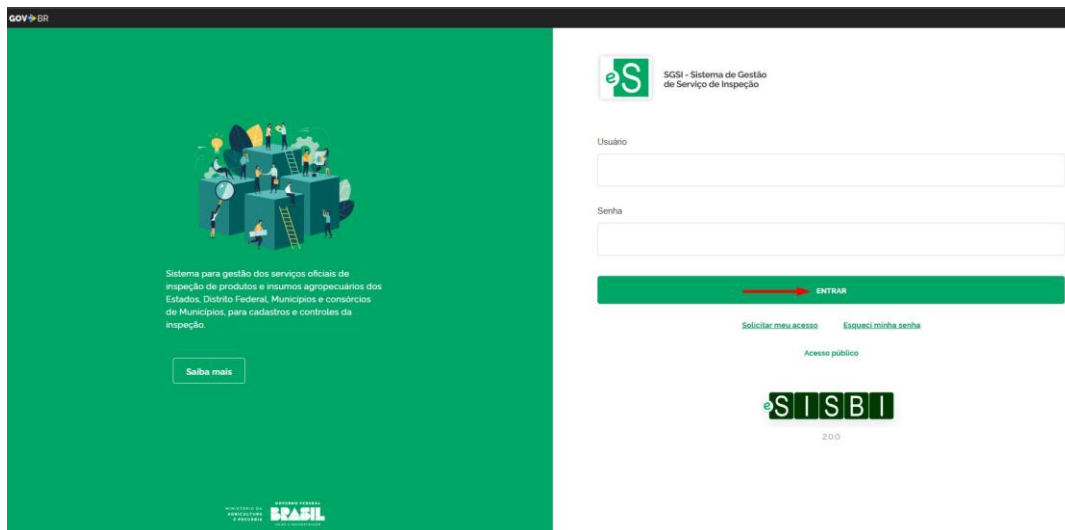 GOV BR
Sistema para gestão dos serviços oficiais de
inspeção de produtos e insumos agropecuários dos
Estados, Distrito Federal, Municípios e consórcios
de Municípios, para cadastros e controles da
inspeção.
Saiba mais
MINISTÉRIO DA
AGRICULTURA
E PECUÁRIA
GOVERNO FEDERAL
BRASIL
UNIÃO E RECONSTRUÇÃO
eS
SGSI - Sistema de Gestão
de Serviço de Inspeção
Usuário
Senha
ENTRAR
Solicitar meu acesso Esqueci minha senha
Acesso público
eSISBI
2.0.0